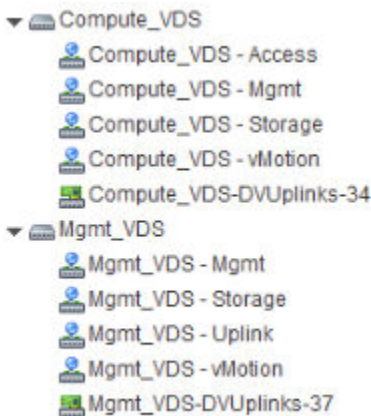 Compute_VDS
Compute_VDS - Access
Compute_VDS - Mgmt
Compute_VDS - Storage
Compute_VDS - vMotion
Compute_VDS-DVUplinks-34
Mgmt_VDS
Mgmt_VDS - Mgmt
Mgmt_VDS - Storage
Mgmt_VDS - Uplink
Mgmt_VDS - vMotion
Mgmt_VDS-DVUplinks-37